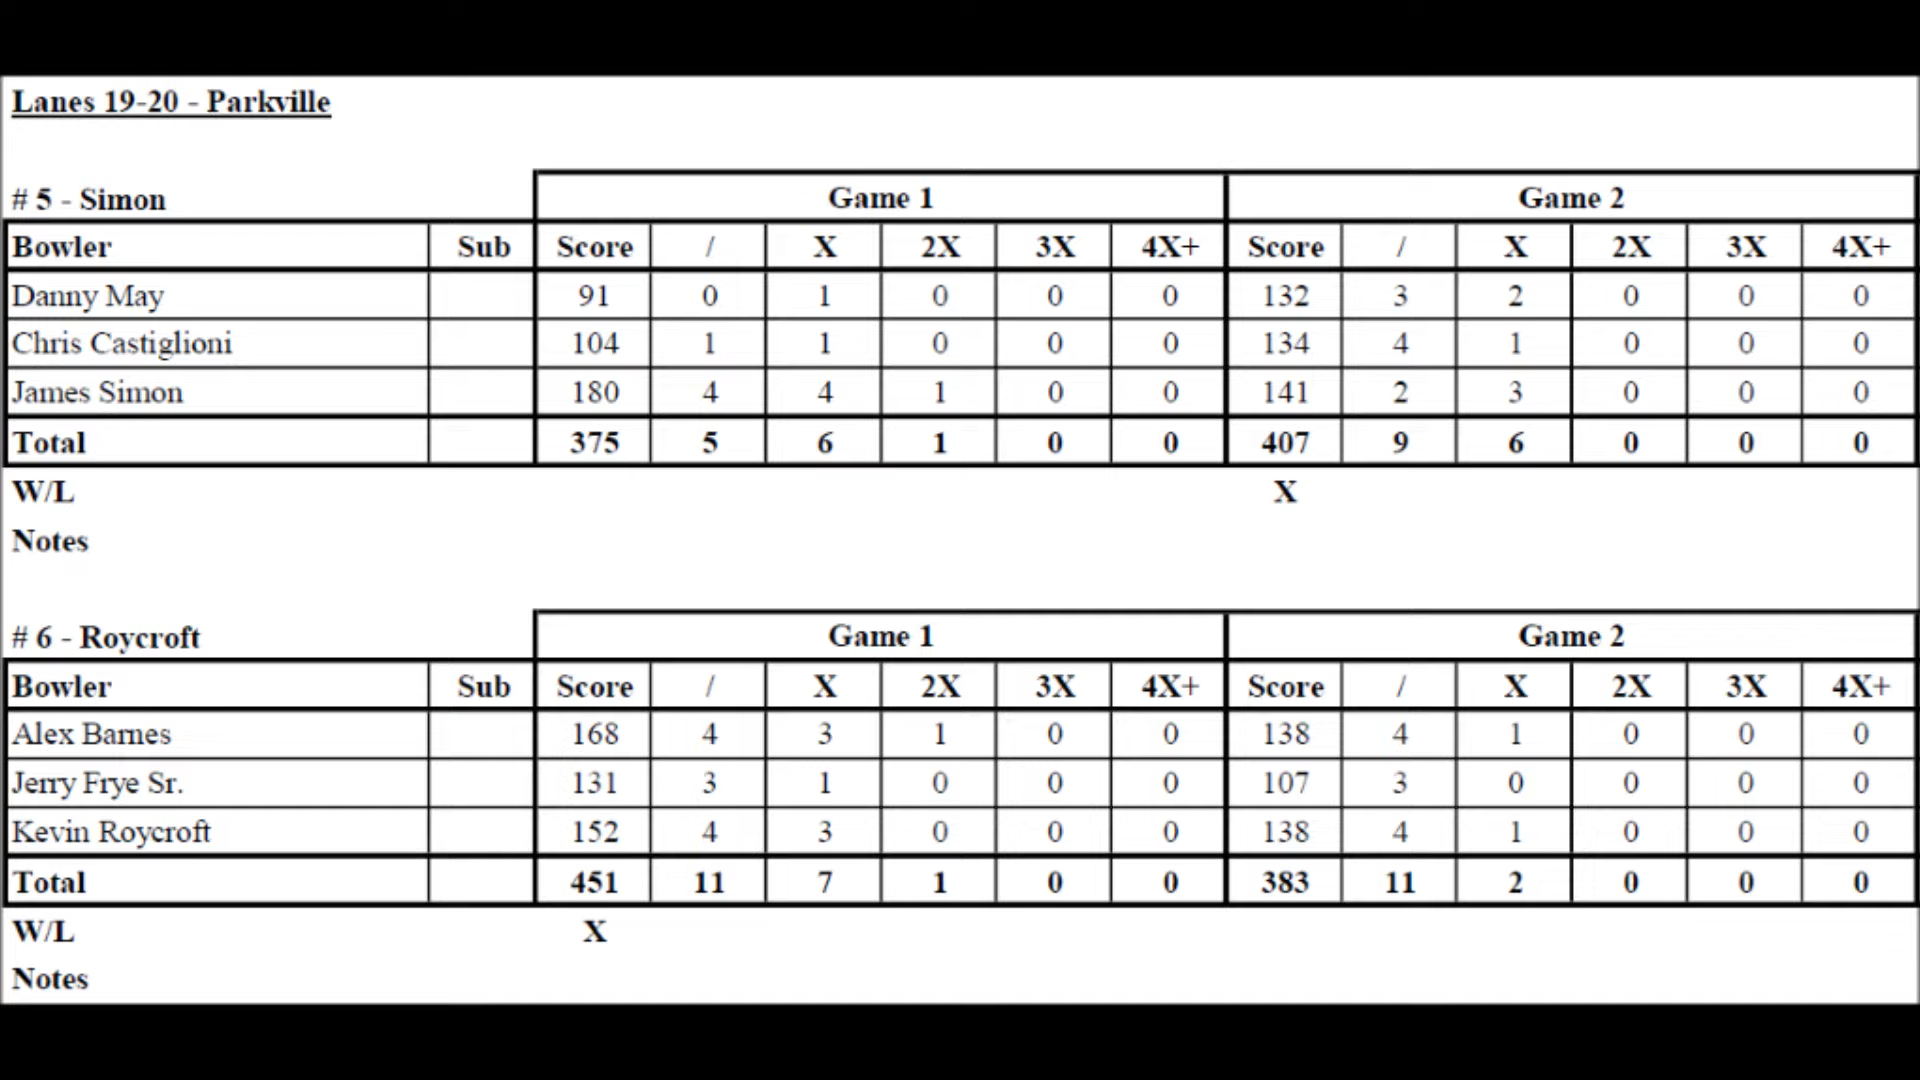 Lanes 19-20 - Parkville
# 5 - Simon Game 1 Game 2
Bowler Sub Score / X 2X 3X 4X+ Score / X 2X 3X 4X+
Danny May 91 0 1 0 0 0 132 3 2 0 0 0
Chris Castiglioni 104 1 1 0 0 0 134 4 1 0 0 0
James Simon 180 4 4 1 0 0 141 2 3 0 0 0
Total 375 5 6 1 0 0 407 9 6 0 0 0
W/L X
Notes
# 6 - Roycroft Game 1 Game 2
Bowler Sub Score / X 2X 3X 4X+ Score / X 2X 3X 4X+
Alex Barnes 168 4 3 1 0 0 138 4 1 0 0 0
Jerry Frye Sr. 131 3 1 0 0 0 107 3 0 0 0 0
Kevin Roycroft 152 4 3 0 0 0 138 4 1 0 0 0
Total 451 11 7 1 0 0 383 11 2 0 0 0
W/L X
Notes